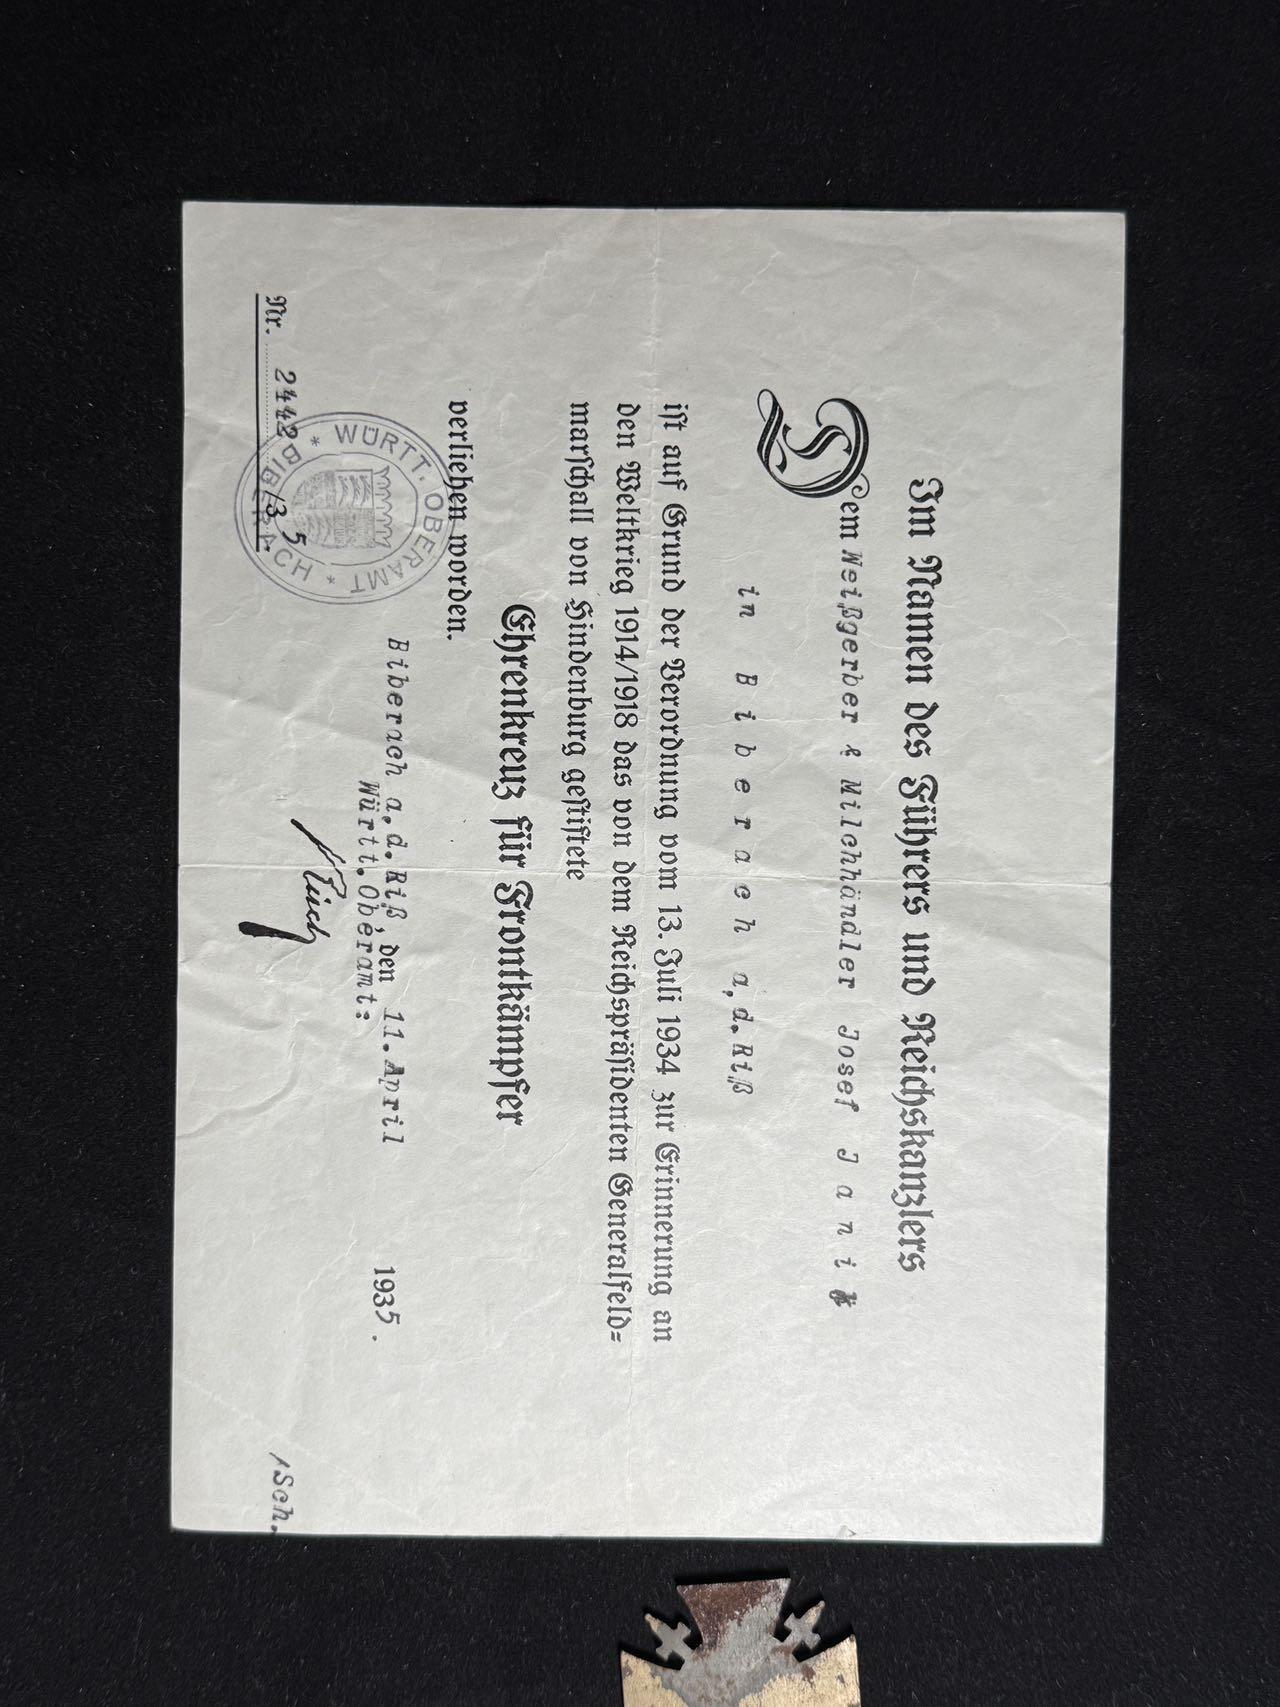 Im Namen des Führers und Reichskanzlers
Dem Weißgerber & Milchhändler Josef Janik
in Biberach a.d.Riß
ist auf Grund der Verordnung vom 13. Juli 1934 zur Erinnerung an
den Weltkrieg 1914/1918 das von dem Reichspräsidenten Generalfeld-
marschall von Hindenburg gestiftete
Ehrenkreuz für Frontkämpfer
verliehen worden.
Biberach a.d.Riß, den 11. April 1935.
Württ.Oberamt:
WÜRTT. OBERAMT * BIBERACH *
Nr. 2442 /35.
/Sch.